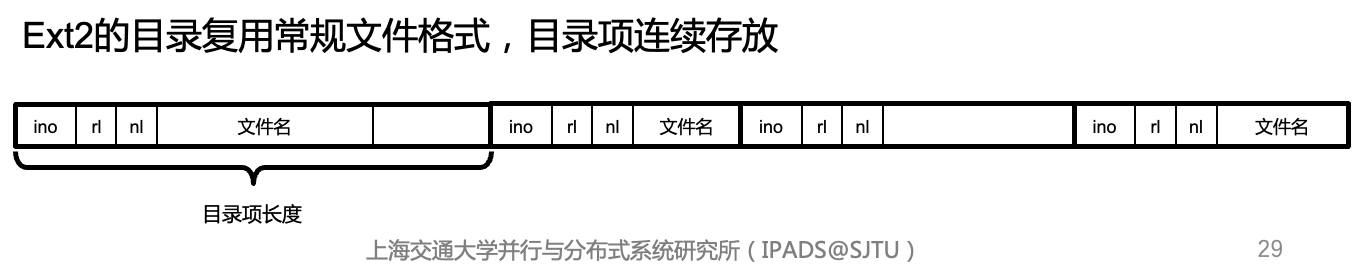 Ext2的目录复用常规文件格式，目录项连续存放
ino rl nl 文件名 ino rl nl 文件名 ino rl nl ino rl nl 文件名
目录项长度
上海交通大学并行与分布式系统研究所（IPADS@SJTU） 29